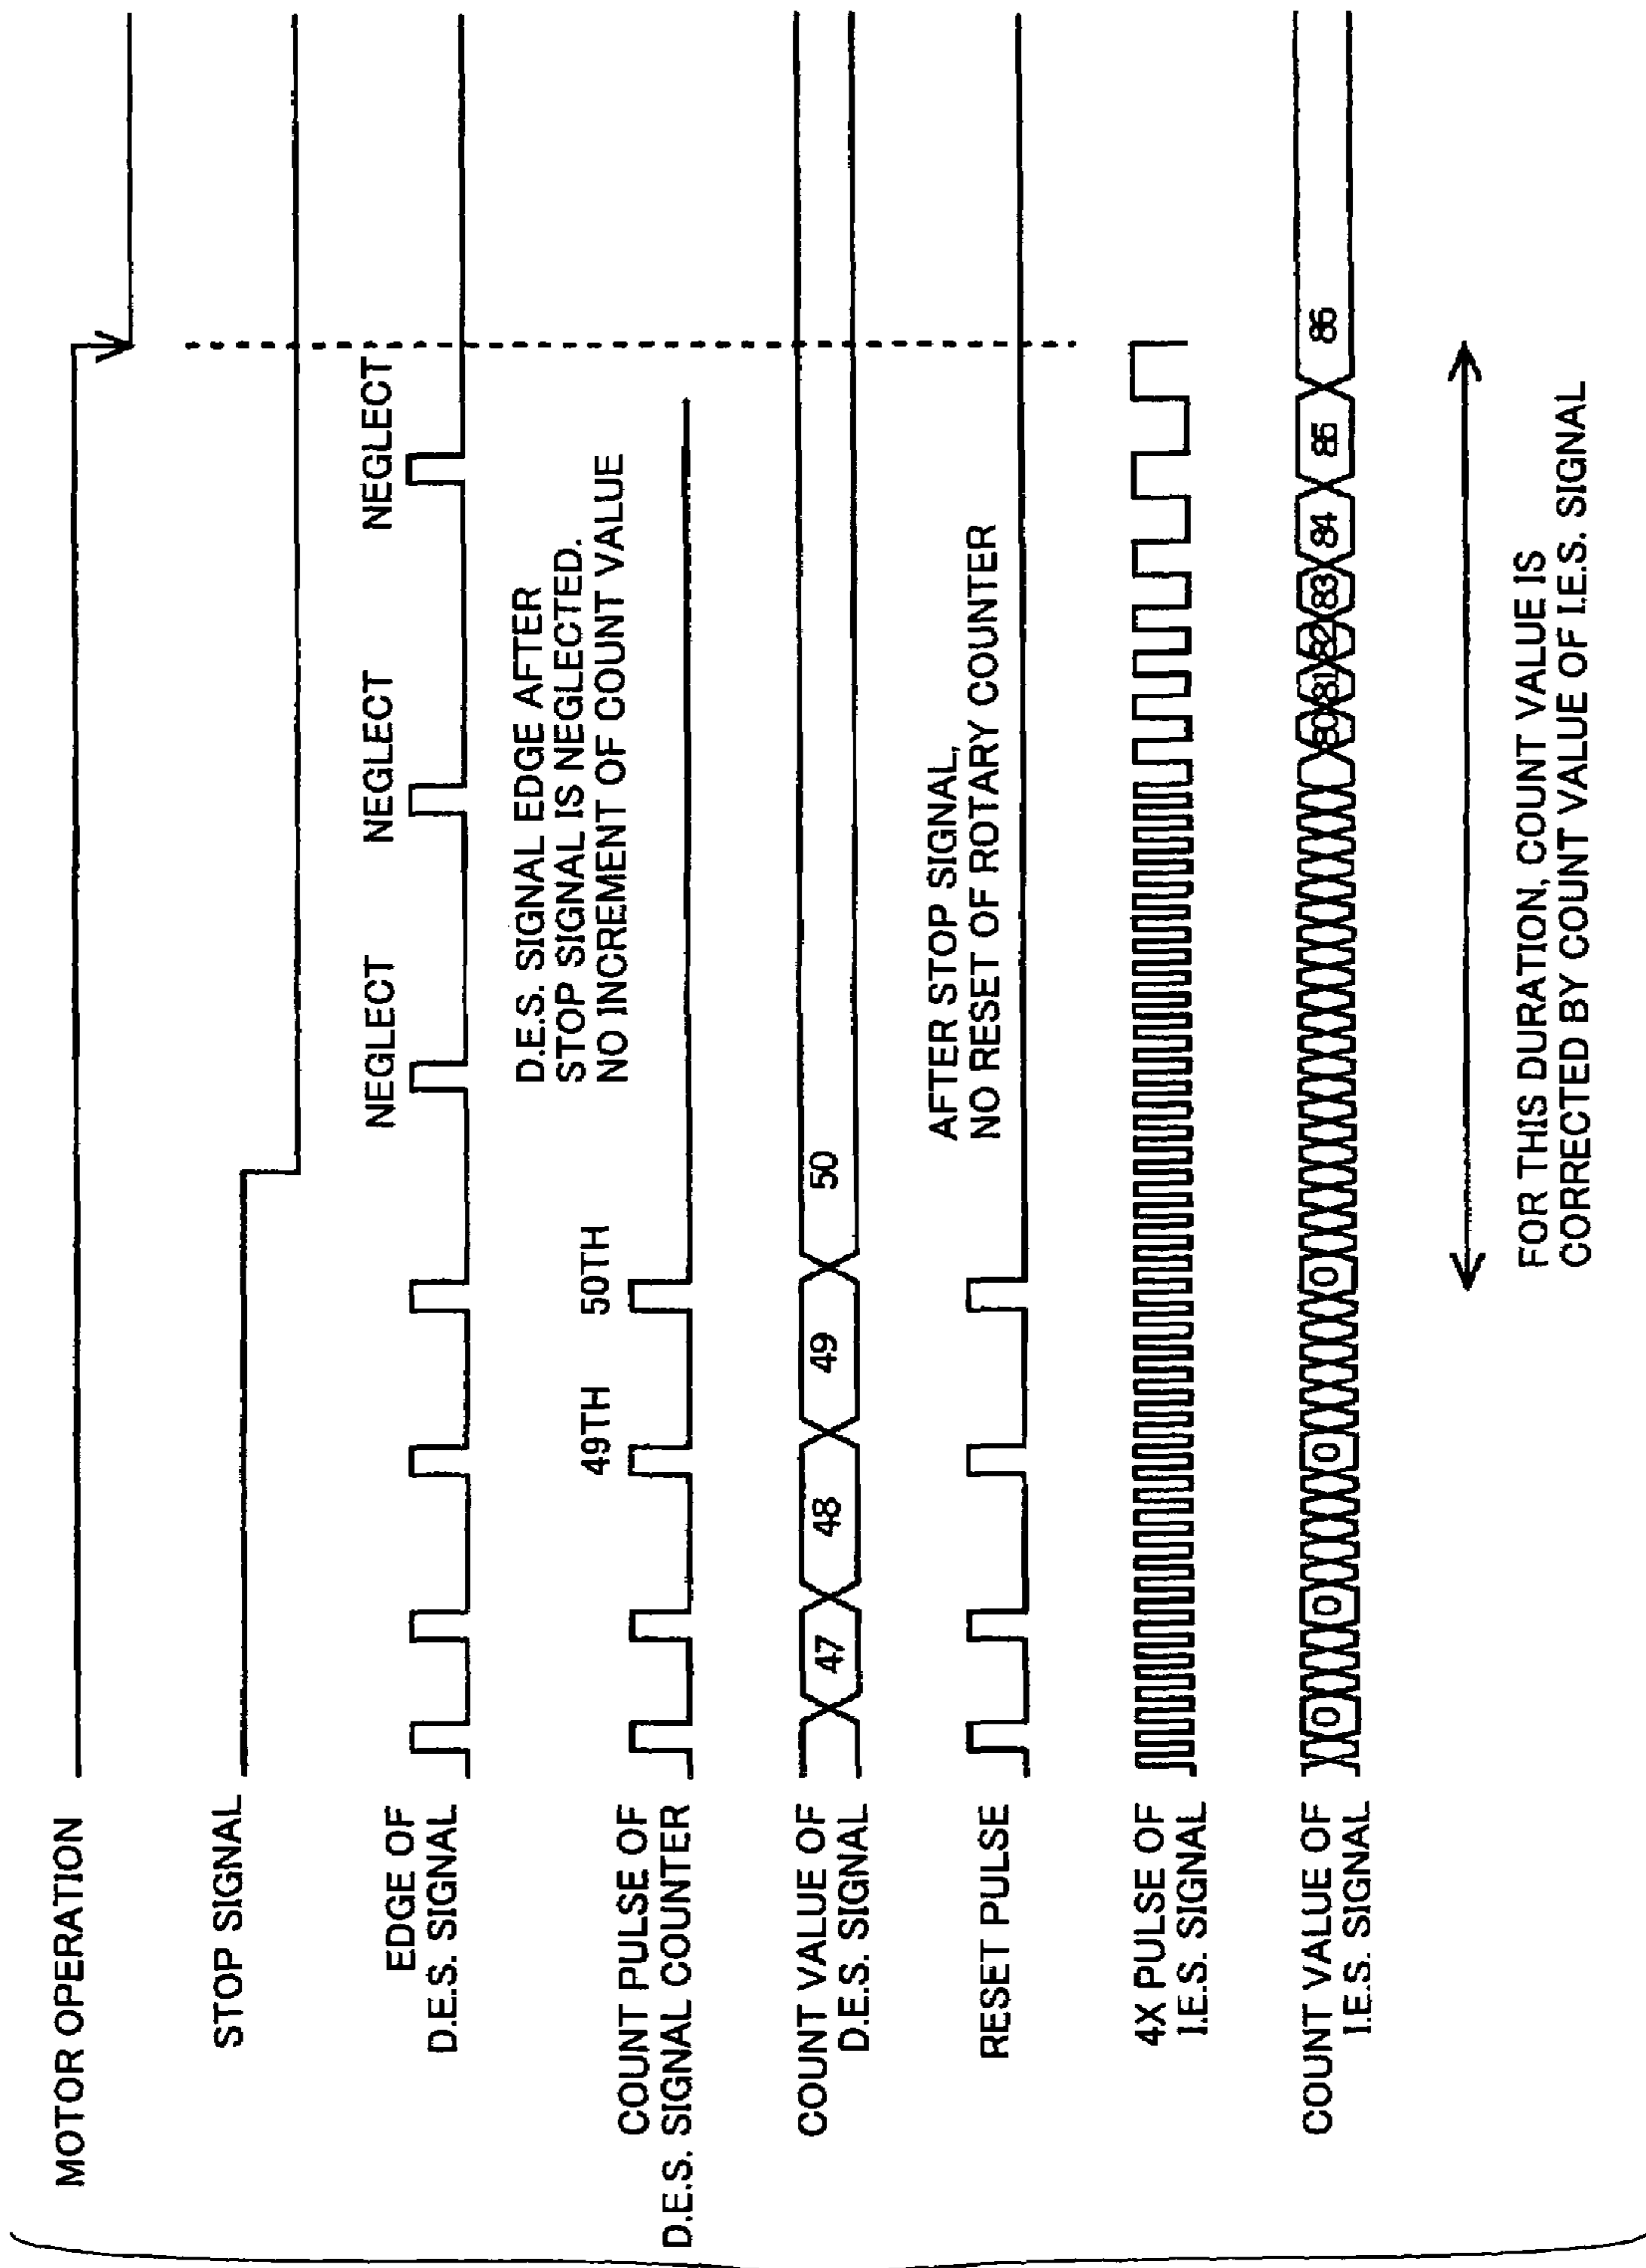 MOTOR OPERATION
STOP SIGNAL
EDGE OF
D.E.S. SIGNAL
NEGLECT
NEGLECT
NEGLECT
D.E.S. SIGNAL EDGE AFTER
STOP SIGNAL IS NEGLECTED.
NO INCREMENT OF COUNT VALUE
COUNT PULSE OF
D.E.S. SIGNAL COUNTER
49TH
50TH
COUNT VALUE OF
D.E.S. SIGNAL
47
48
49
50
AFTER STOP SIGNAL,
NO RESET OF ROTARY COUNTER
RESET PULSE
4X PULSE OF
I.E.S. SIGNAL
COUNT VALUE OF
I.E.S. SIGNAL
0
0
0
0
80
81
82
83
84
85
86
FOR THIS DURATION, COUNT VALUE IS
CORRECTED BY COUNT VALUE OF I.E.S. SIGNAL